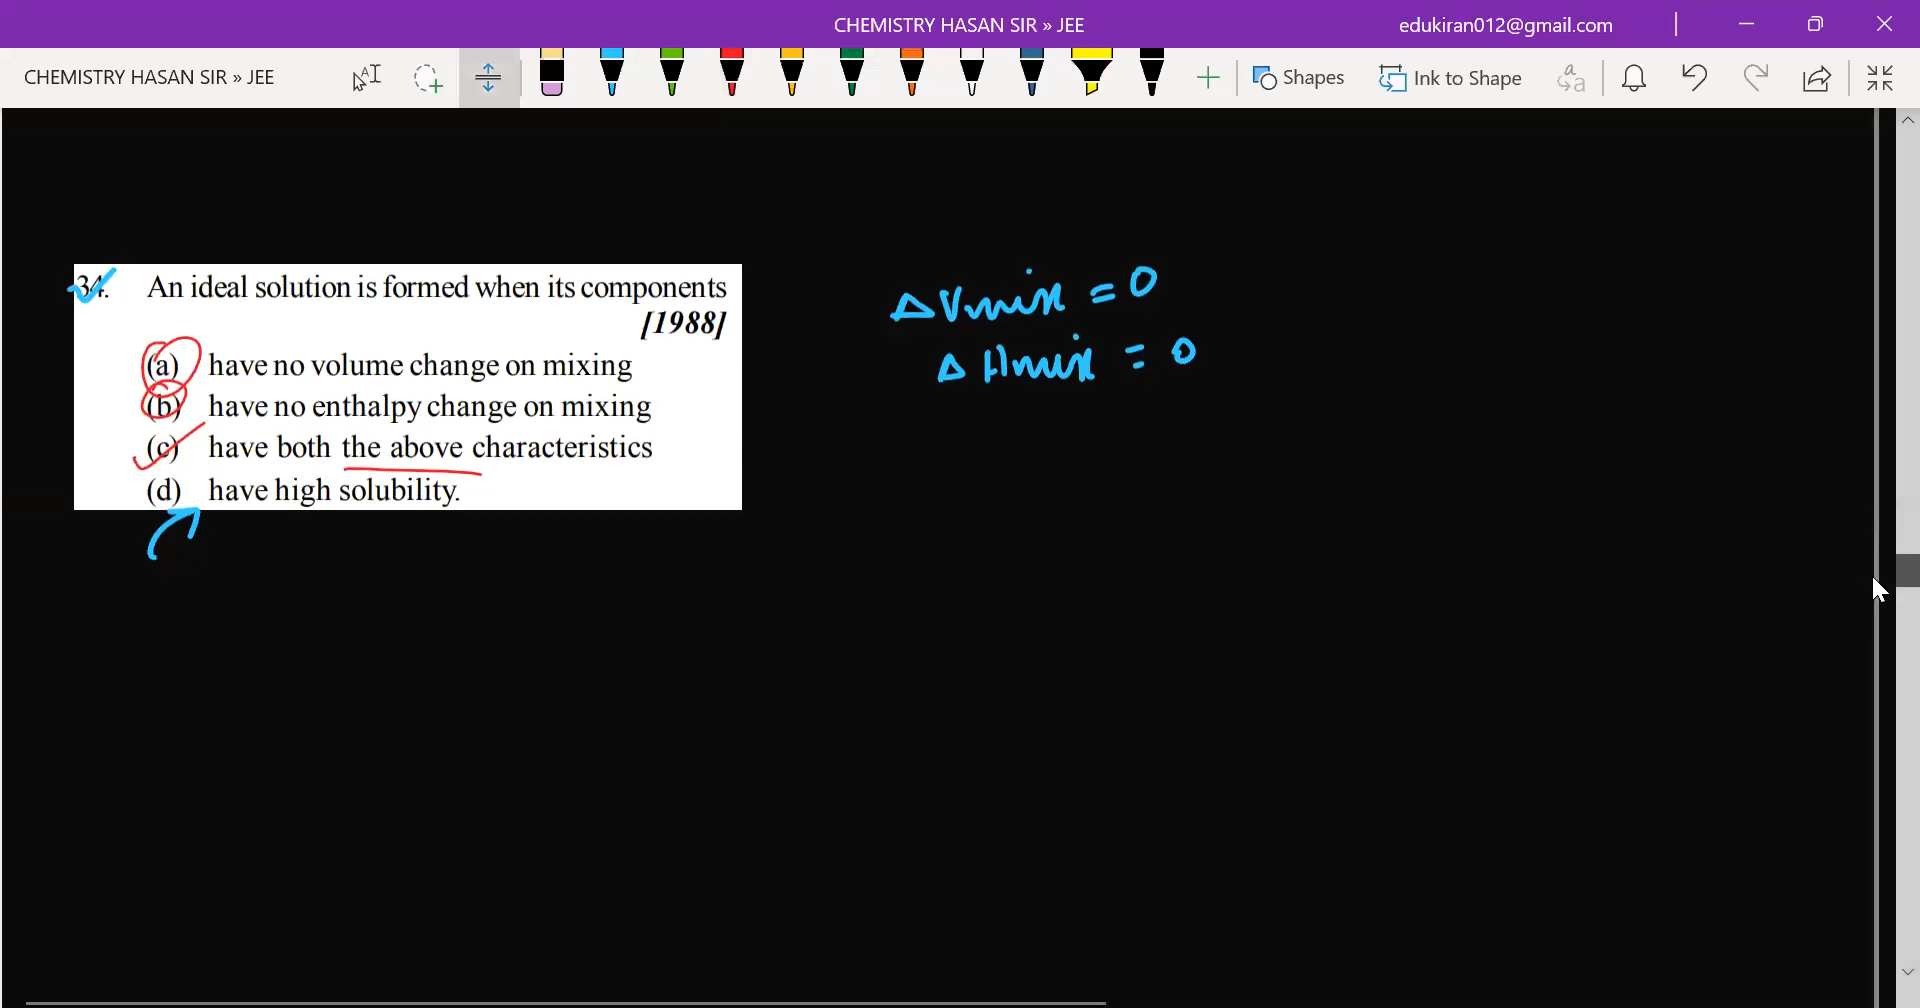 CHEMISTRY HASAN SIR » JEE
edukiran012@gmail.com
CHEMISTRY HASAN SIR » JEE
Shapes
Ink to Shape
34. An ideal solution is formed when its components
[1988]
(a) have no volume change on mixing
(b) have no enthalpy change on mixing
(c) have both the above characteristics
(d) have high solubility.
ΔVmix = 0
ΔHmix = 0